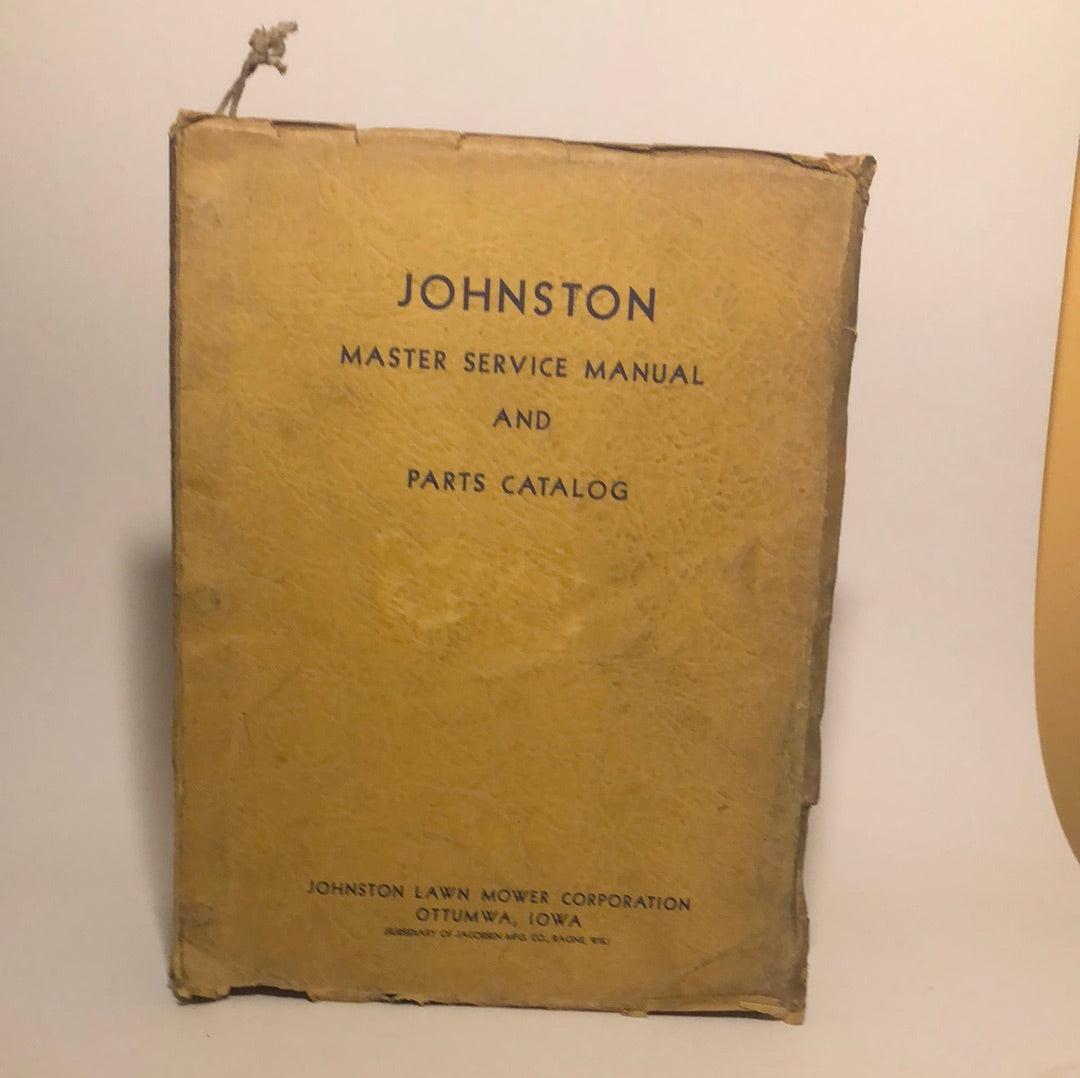 JOHNSTON
MASTER SERVICE MANUAL
AND
PARTS CATALOG
JOHNSTON LAWN MOWER CORPORATION
OTTUMWA, IOWA
(SUBSIDIARY OF JACOBSEN MFG. CO., RACINE, WIS.)